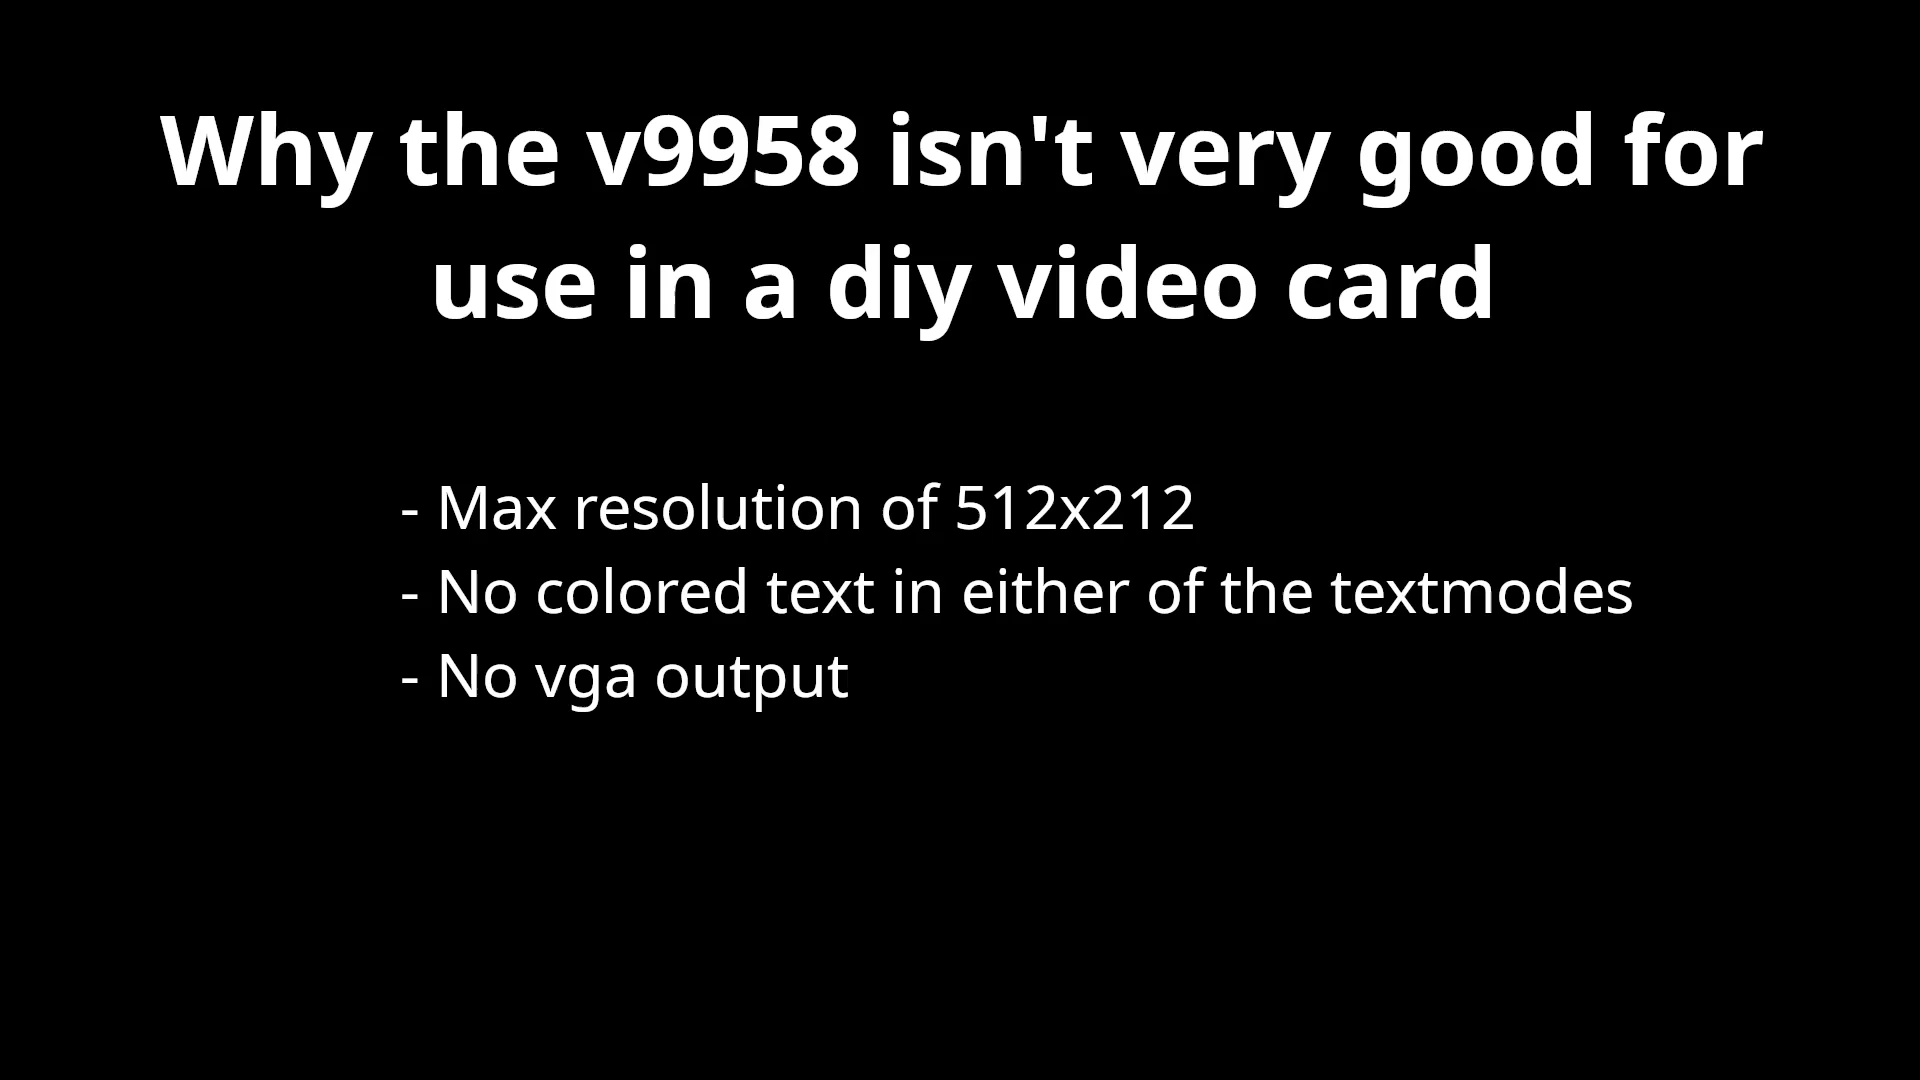 Why the v9958 isn't very good for
use in a diy video card
- Max resolution of 512x212
- No colored text in either of the textmodes
- No vga output